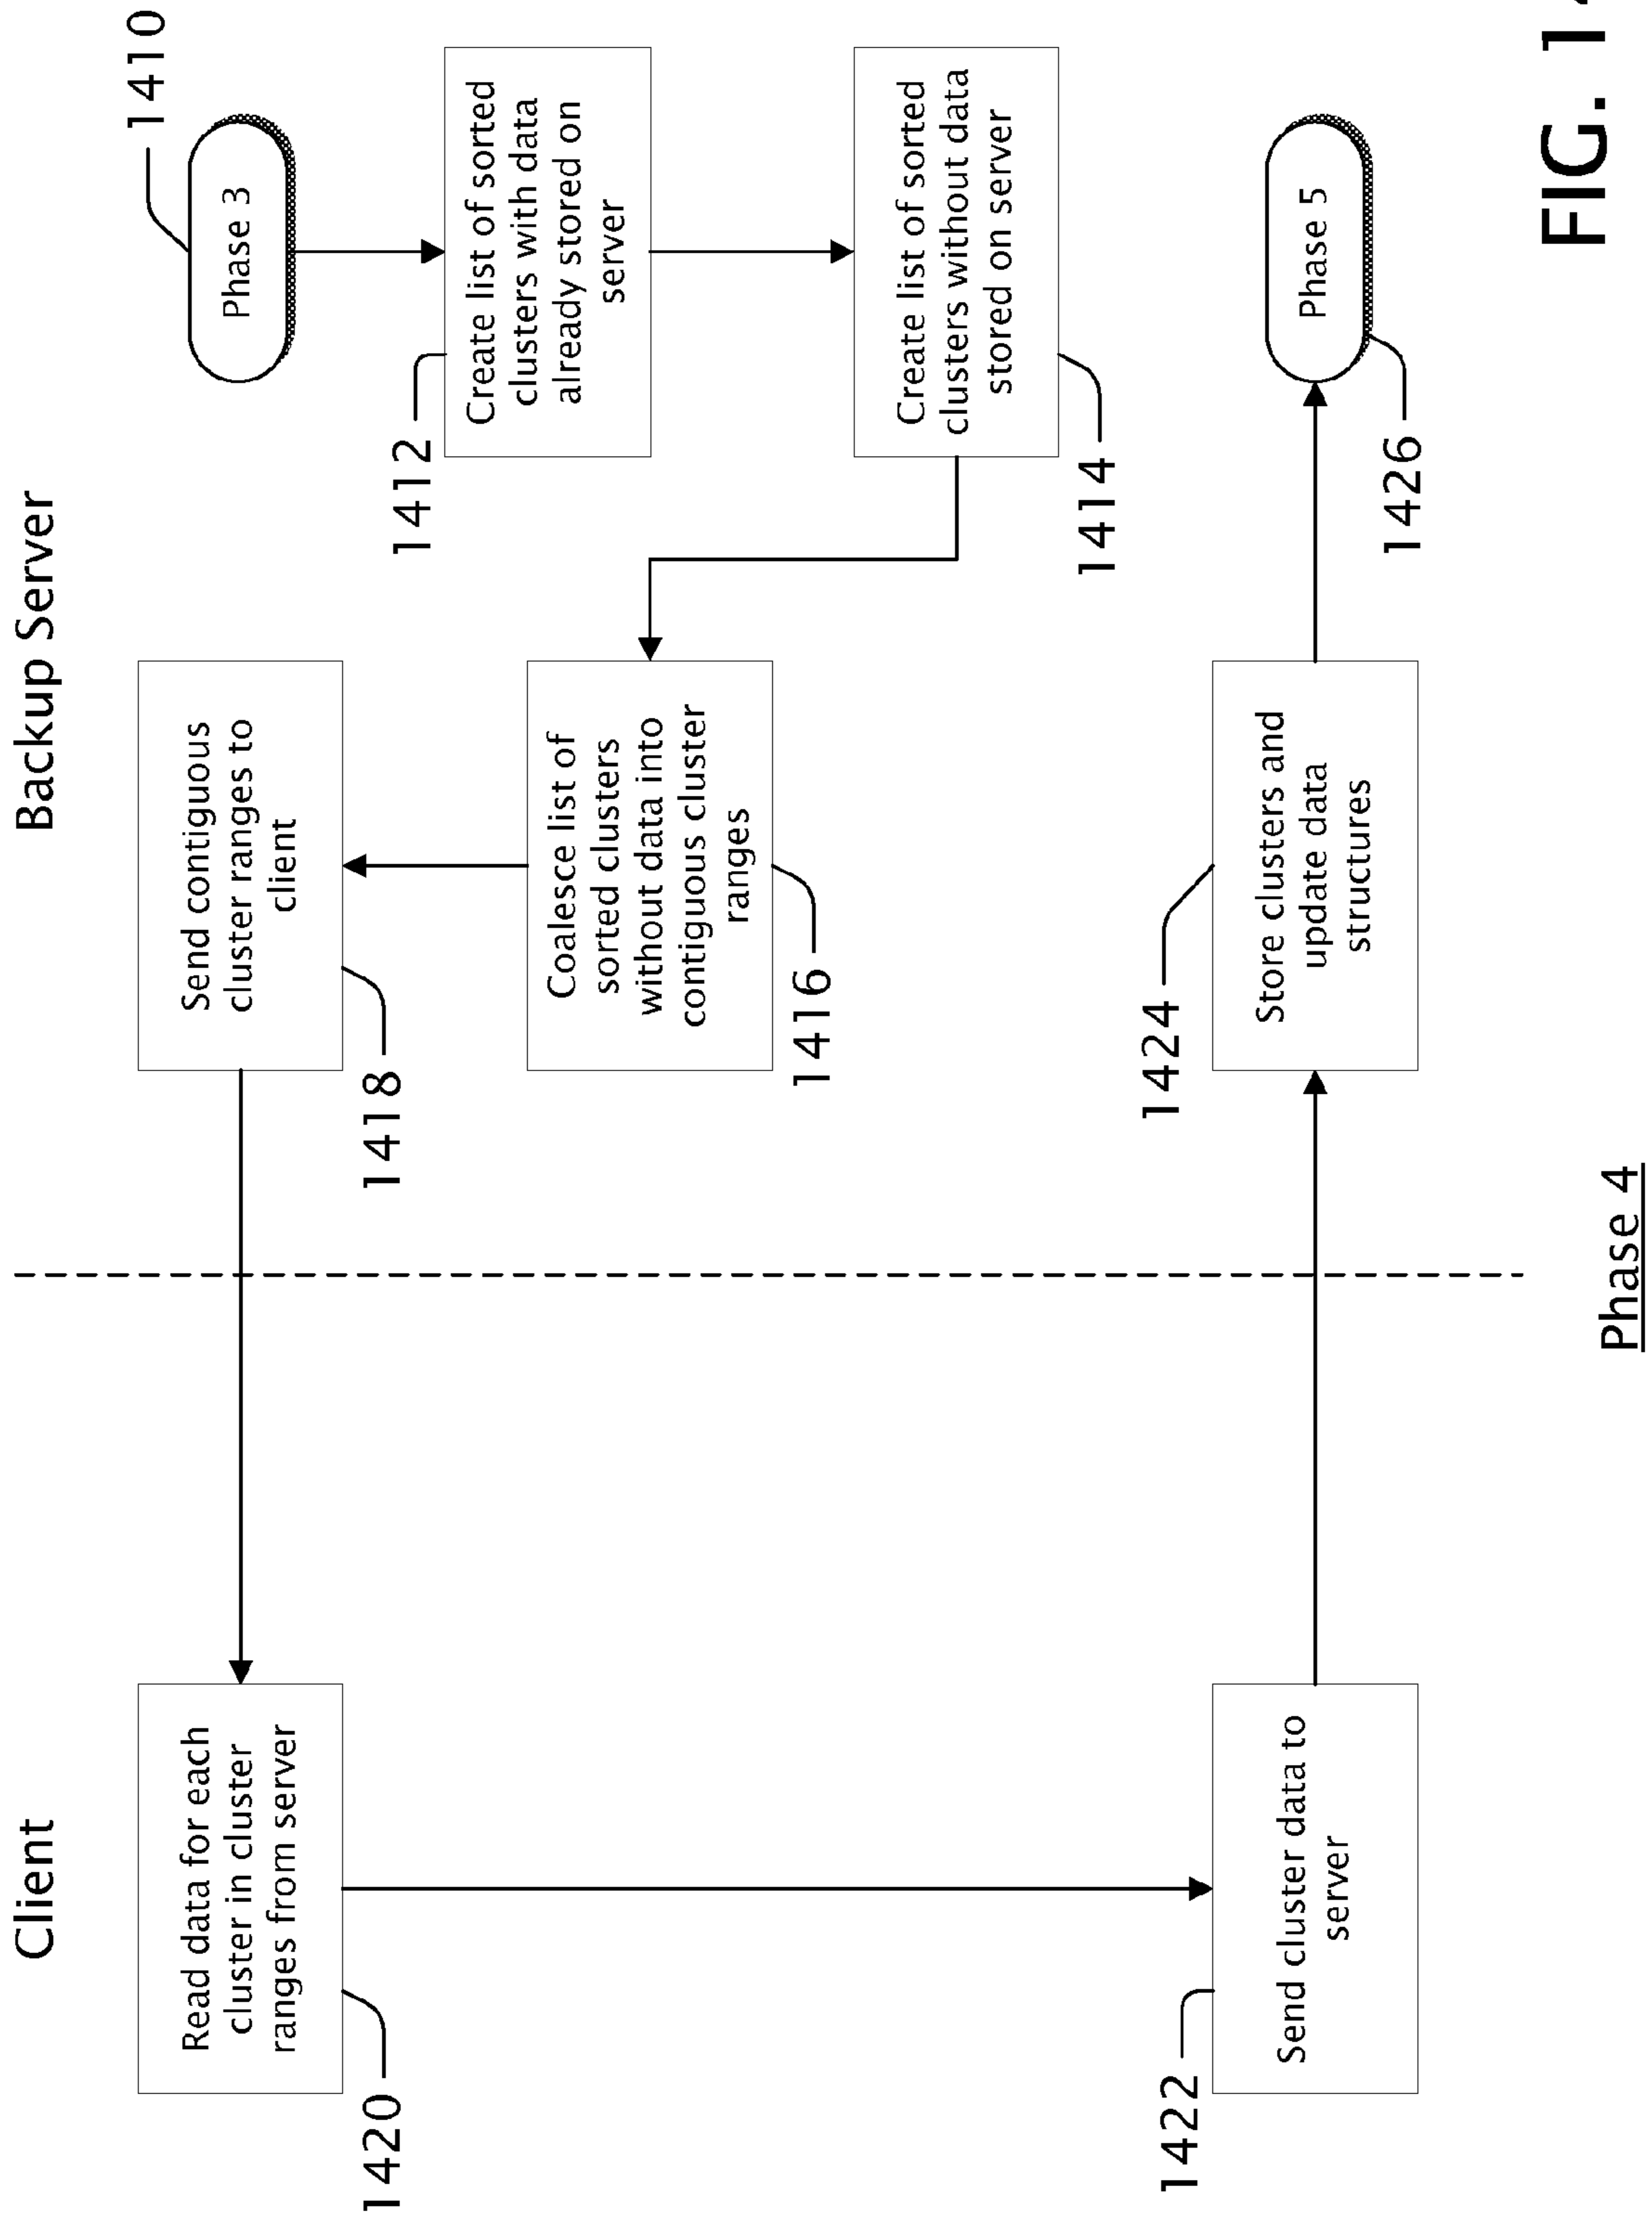 Client
Backup Server
1410
Phase 3
Create list of sorted
clusters with data
already stored on
server
1412
Create list of sorted
clusters without data
stored on server
1414
Coalesce list of
sorted clusters
without data into
contiguous cluster
ranges
1416
Send contiguous
cluster ranges to
client
1418
Read data for each
cluster in cluster
ranges from server
1420
Send cluster data to
server
1422
Store clusters and
update data
structures
1424
Phase 5
1426
Phase 4
FIG. 1